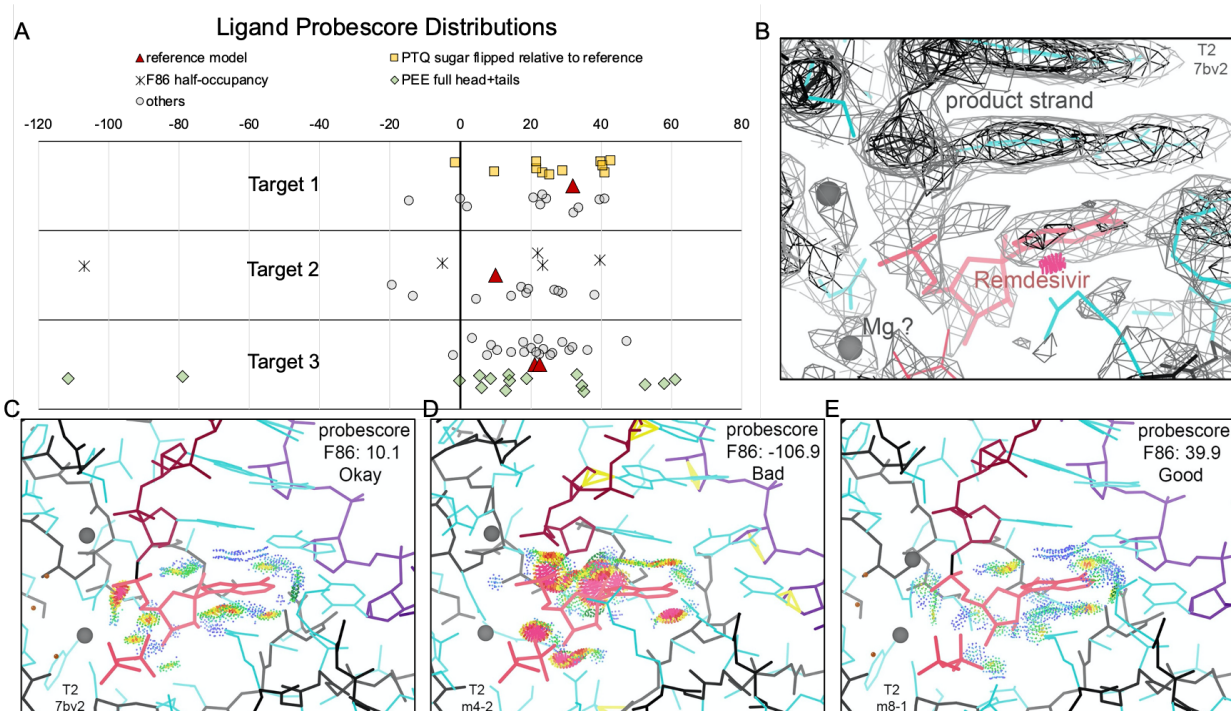 A
Ligand Probescore Distributions
reference model
PTQ sugar flipped relative to reference
F86 half-occupancy
PEE full head+tails
others
-120 -100 -80 -60 -40 -20 0 20 40 60 80
Target 1
Target 2
Target 3
B
T2
7bv2
product strand
Remdesivir
Mg ?
C
probescore
F86: 10.1
Okay
T2
7bv2
D
probescore
F86: -106.9
Bad
T2
m4-2
E
probescore
F86: 39.9
Good
T2
m8-1